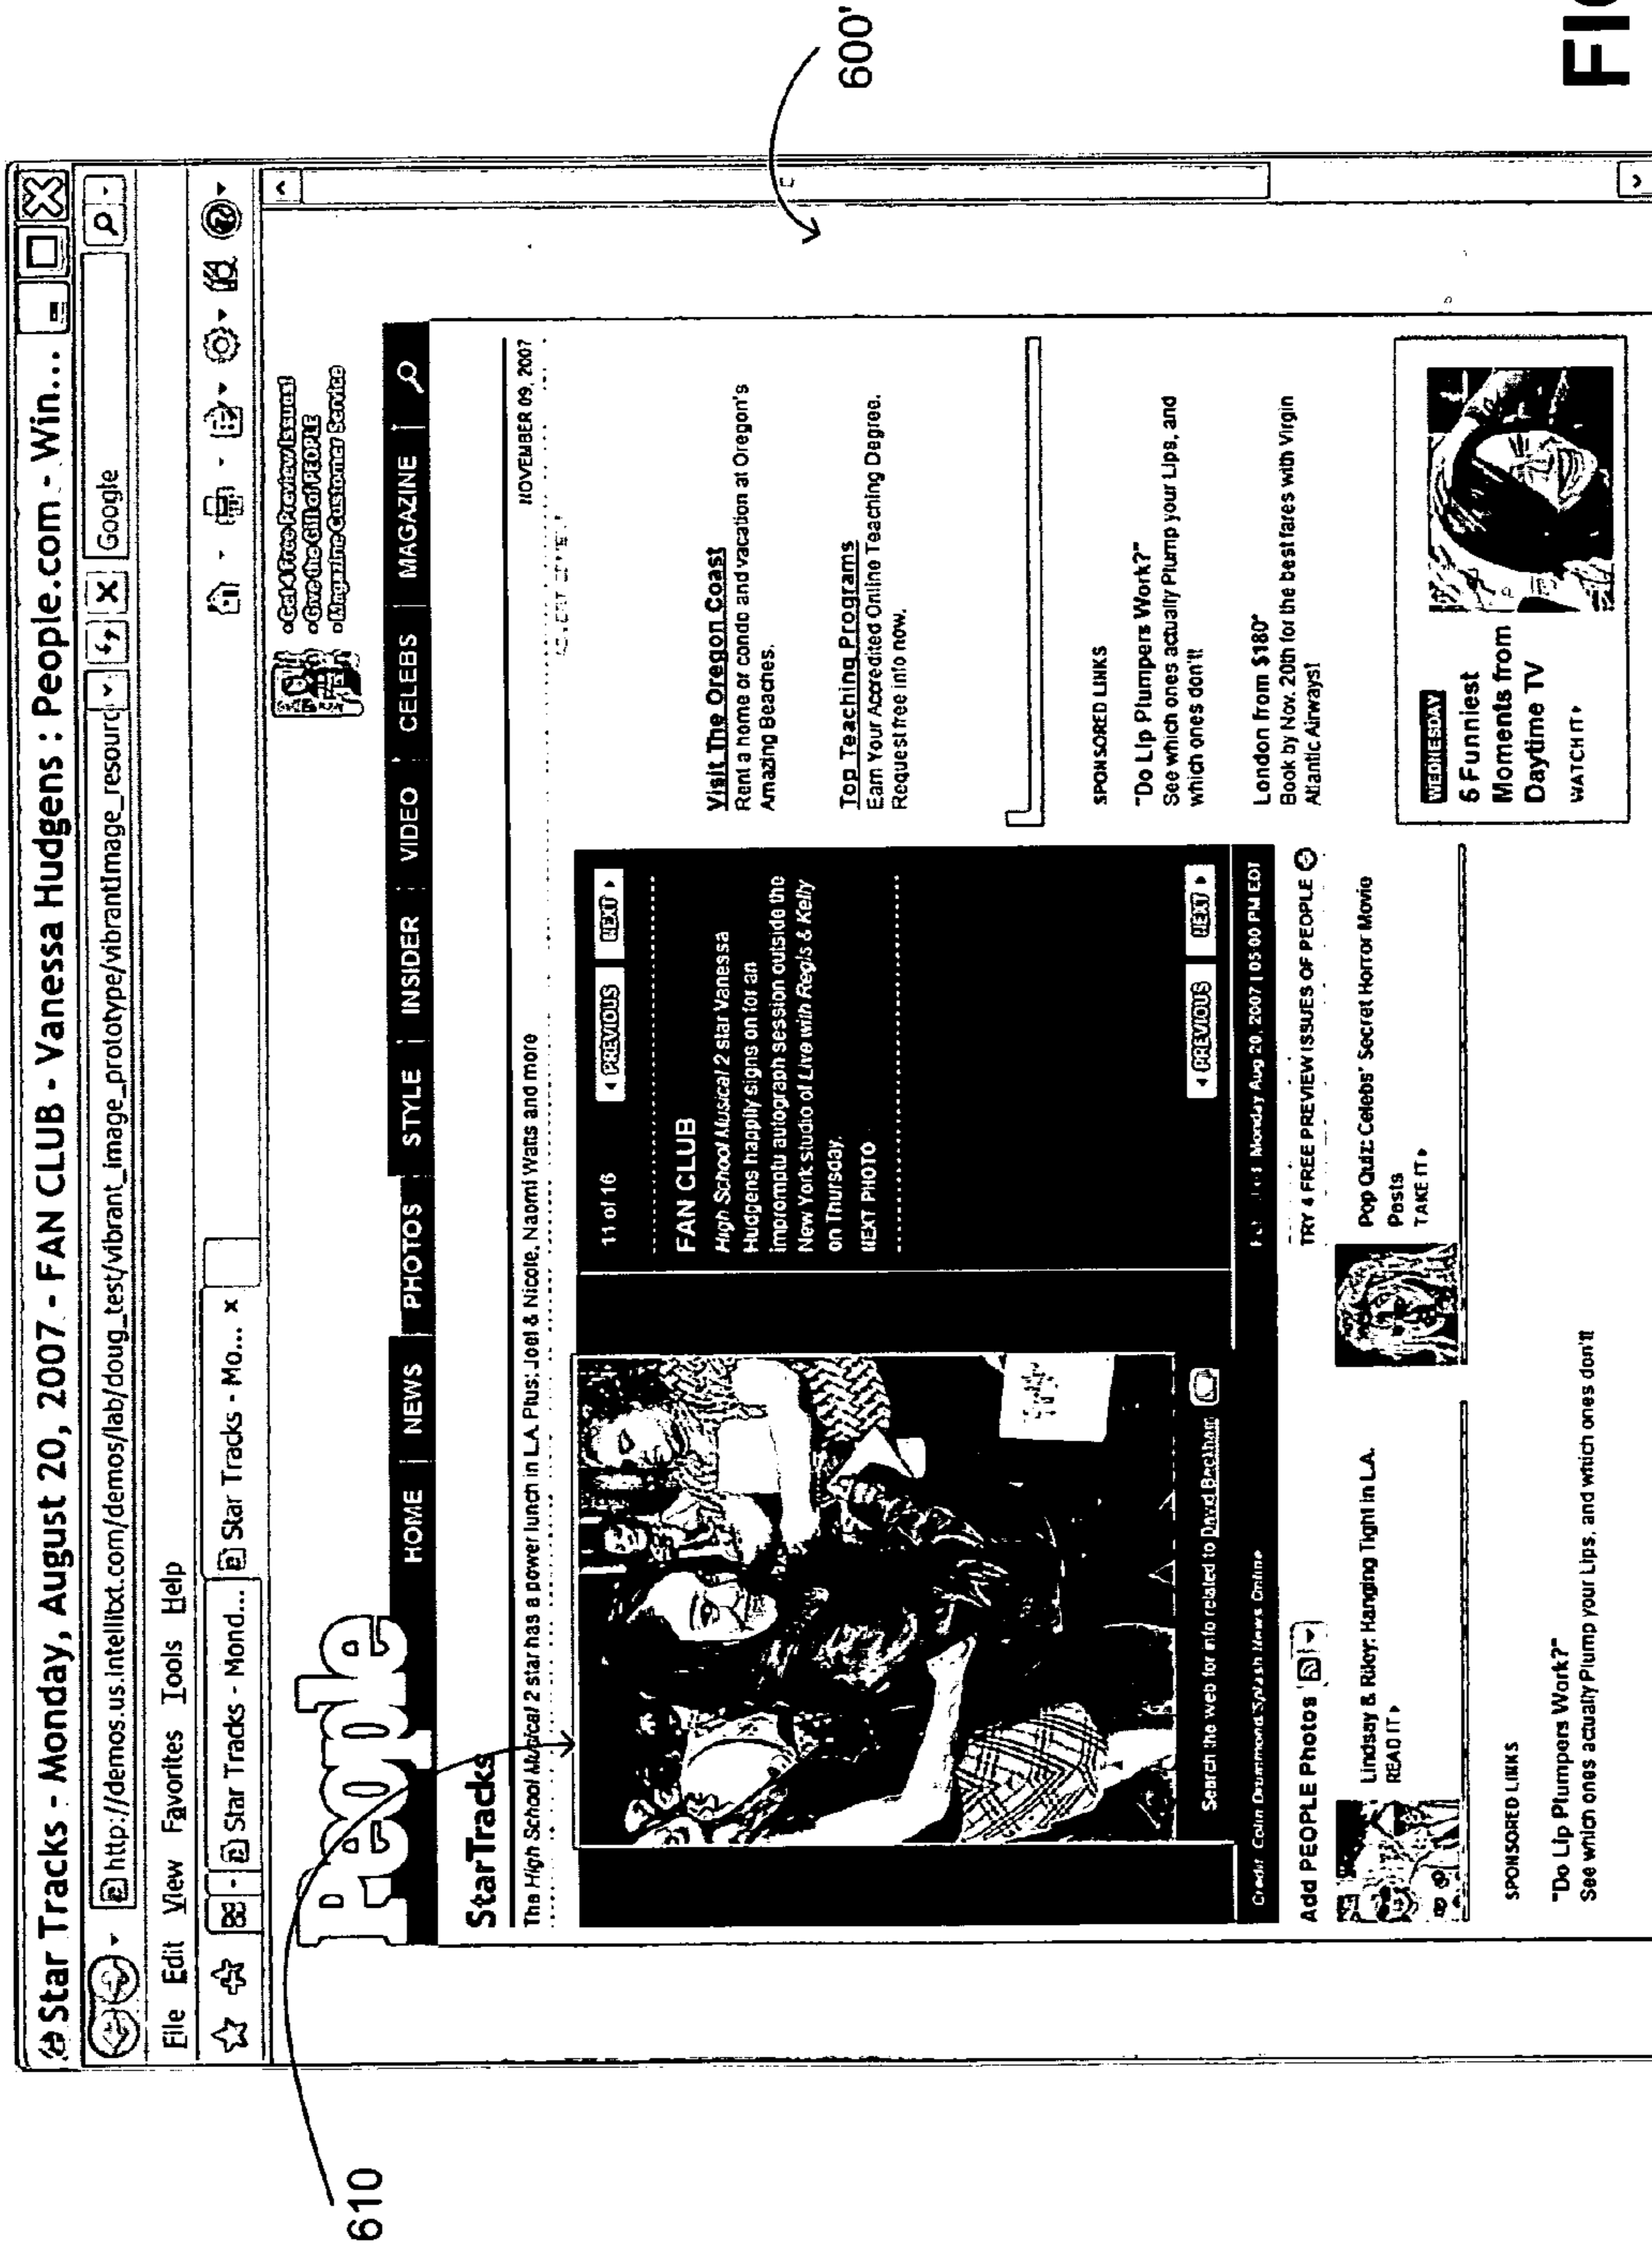 Star Tracks - Monday, August 20, 2007 - FAN CLUB - Vanessa Hudgens : People.com - Win...
http://demos.us.intellitxt.com/demos/lab/doug_test/vibrant_image_prototype/vibrantImage_resourc
Google
File Edit View Favorites Tools Help
Star Tracks - Mond...
Star Tracks - Mo... x
People
• Get 4 Free Preview Issues!
• Give the Gift of PEOPLE
• Magazine Customer Service
HOME | NEWS | PHOTOS | STYLE | INSIDER | VIDEO | CELEBS | MAGAZINE |
StarTracks
NOVEMBER 09, 2007
The High School Musical 2 star has a power lunch in L.A. Plus: Joel & Nicole, Naomi Watts and more
11 of 16
◂ PREVIOUS
NEXT ▸
FAN CLUB
High School Musical 2 star Vanessa
Hudgens happily signs on for an
impromptu autograph session outside the
New York studio of Live with Regis & Kelly
on Thursday.
NEXT PHOTO
◂ PREVIOUS
NEXT ▸
Search the web for info related to David Beckham
Credit: Colin Dummond/Splash News Online
Monday Aug 20, 2007 | 05:00 PM EDT
Add PEOPLE Photos
TRY 4 FREE PREVIEW ISSUES OF PEOPLE
Lindsay & Riley: Hanging Tight in L.A.
READ IT ▸
Pop Quiz: Celebs' Secret Horror Movie
Pasts
TAKE IT ▸
SPONSORED LINKS
"Do Lip Plumpers Work?"
See which ones actually Plump your Lips, and which ones don't!
Visit The Oregon Coast
Rent a home or condo and vacation at Oregon's
Amazing Beaches.
Top Teaching Programs
Earn Your Accredited Online Teaching Degree.
Request free info now.
SPONSORED LINKS
"Do Lip Plumpers Work?"
See which ones actually Plump your Lips, and
which ones don't!
London from $180*
Book by Nov. 20th for the best fares with Virgin
Atlantic Airways!
WEDNESDAY
6 Funniest
Moments from
Daytime TV
WATCH IT ▸
610
600'